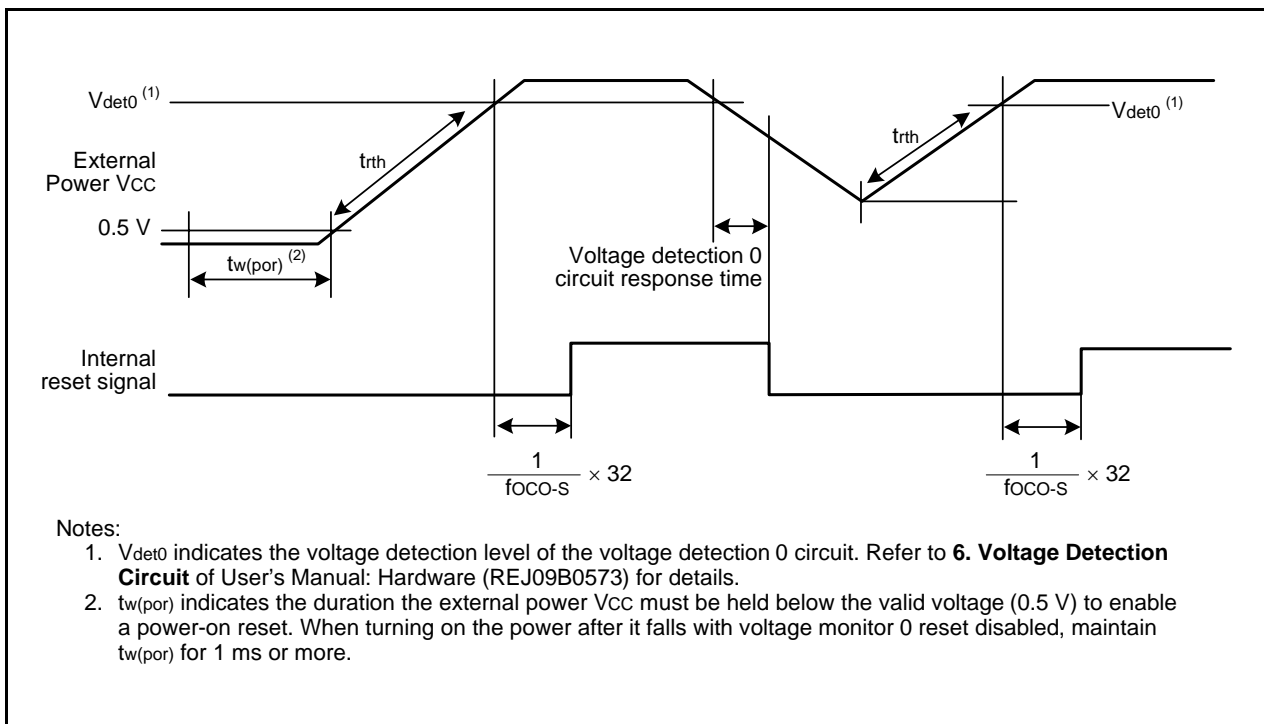 Vdet0 (1)
External
Power VCC
0.5 V
tw(por) (2)
trth
Voltage detection 0
circuit response time
trth
Vdet0 (1)
Internal
reset signal
1
fOCO-S
× 32
1
fOCO-S
× 32
Notes:
1. Vdet0 indicates the voltage detection level of the voltage detection 0 circuit. Refer to 6. Voltage Detection
Circuit of User's Manual: Hardware (REJ09B0573) for details.
2. tw(por) indicates the duration the external power VCC must be held below the valid voltage (0.5 V) to enable
a power-on reset. When turning on the power after it falls with voltage monitor 0 reset disabled, maintain
tw(por) for 1 ms or more.